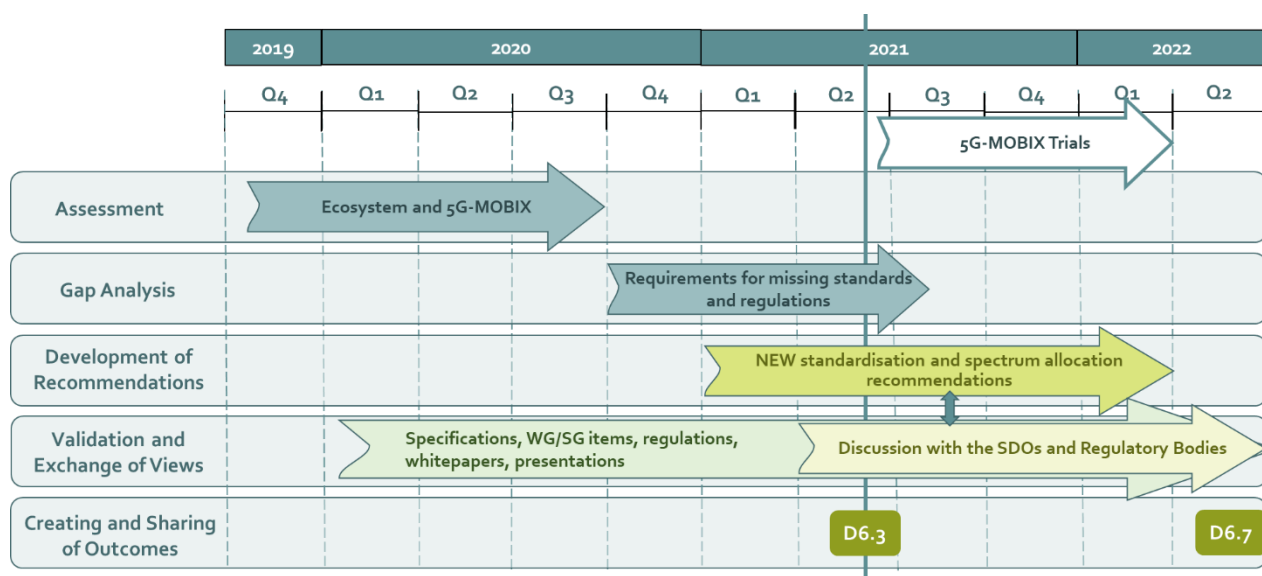 2019 2020 2021 2022
Q4 Q1 Q2 Q3 Q4 Q1 Q2 Q3 Q4 Q1 Q2
5G-MOBIX Trials
Assessment
Ecosystem and 5G-MOBIX
Gap Analysis
Requirements for missing standards
and regulations
Development of
Recommendations
NEW standardisation and spectrum allocation
recommendations
Validation and
Exchange of Views
Specifications, WG/SG items, regulations,
whitepapers, presentations
Discussion with the SDOs and Regulatory Bodies
Creating and Sharing
of Outcomes
D6.3
D6.7